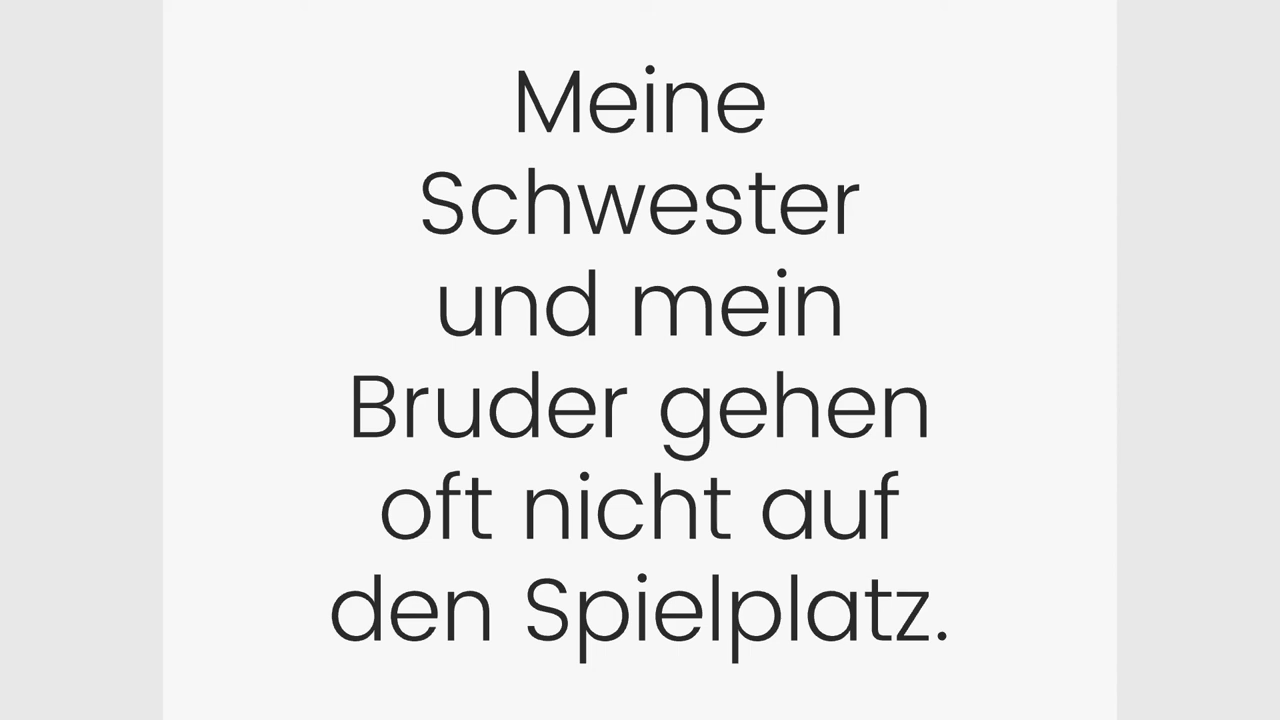 Meine
Schwester
und mein
Bruder gehen
oft nicht auf
den Spielplatz.